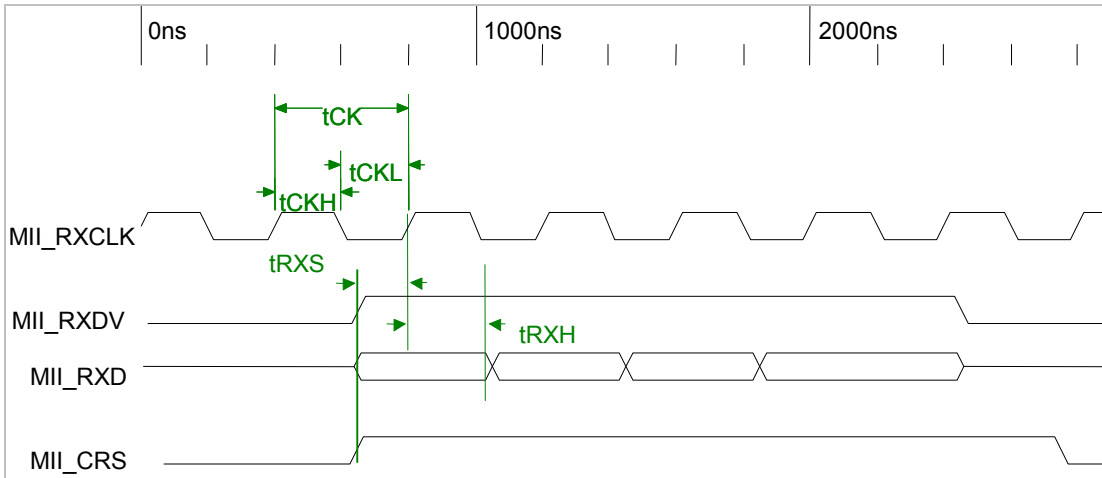 0ns
1000ns
2000ns
tCK
tCKL
tCKH
MII_RXCLK
tRXS
MII_RXDV
tRXH
MII_RXD
MII_CRS